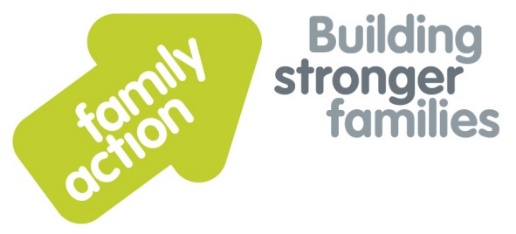 family
action
Building
stronger
families